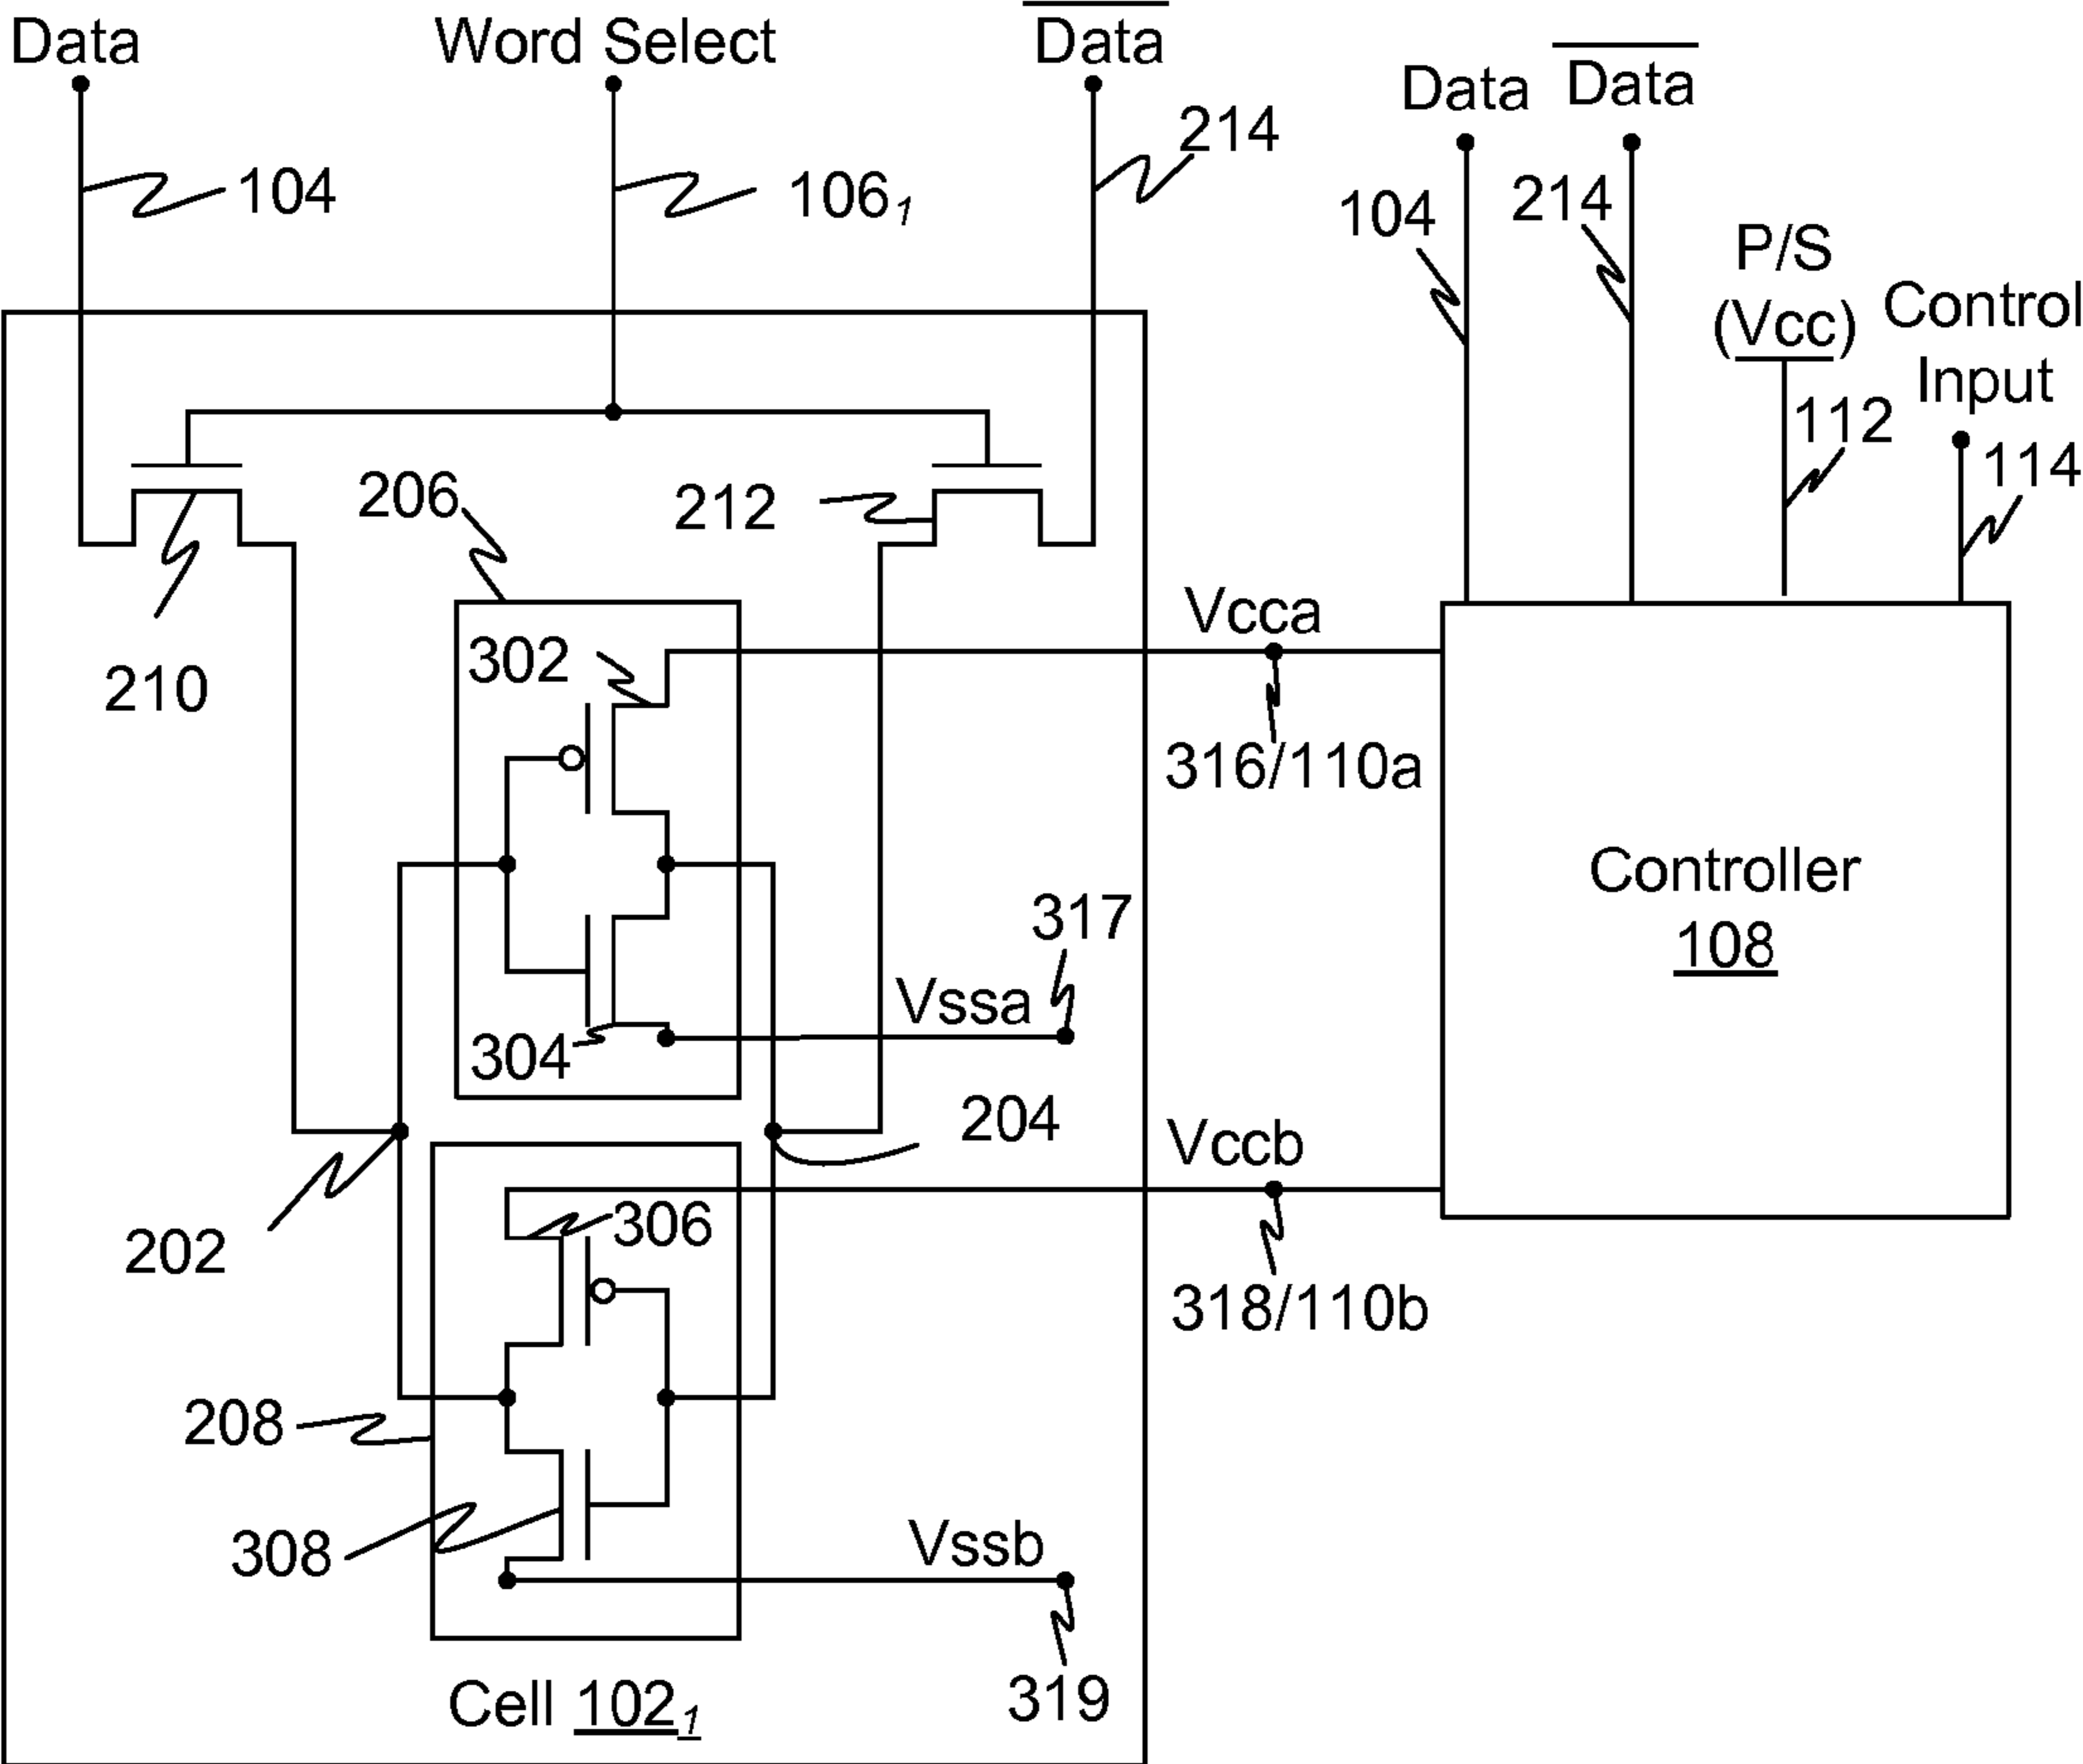 Data
Word Select
Data
Data
Data
104
106₁
214
104
214
P/S
(Vcc)
Control
Input
112
114
206
212
210
302
Vcca
316/110a
Controller
108
317
Vssa
304
204
Vccb
202
306
318/110b
208
308
Vssb
319
Cell 102₁